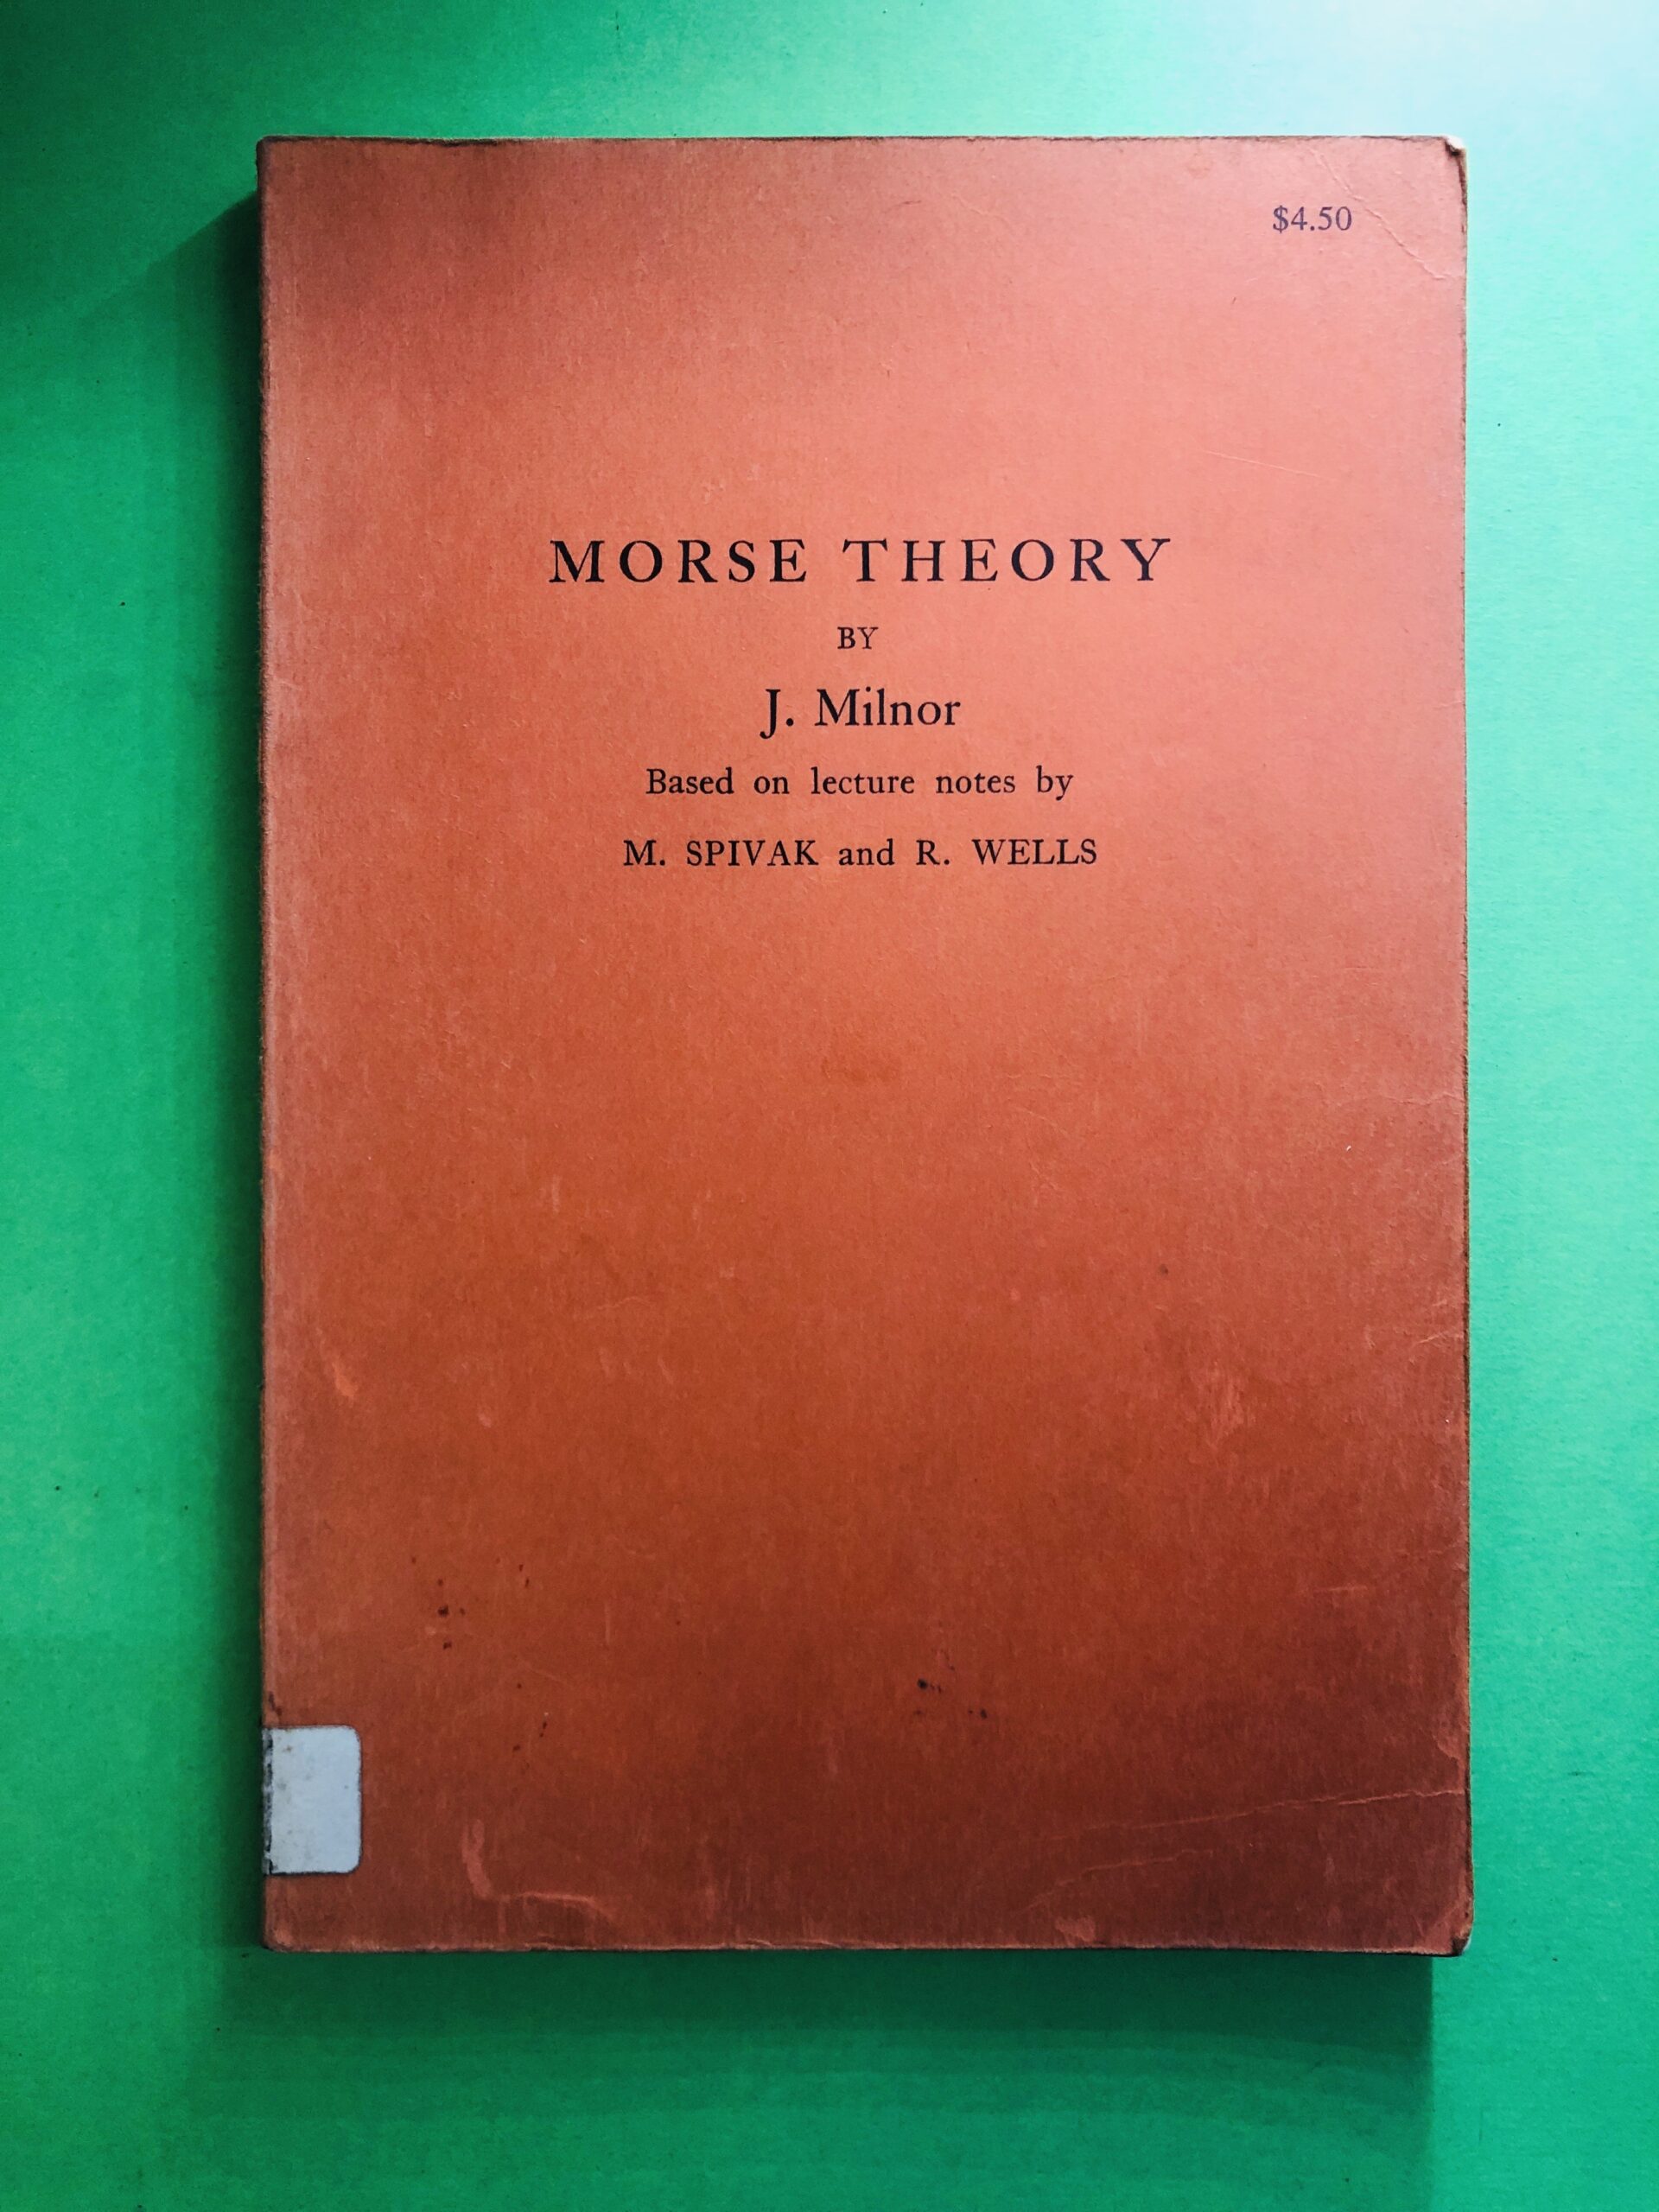 $4.50
MORSE THEORY
BY
J. Milnor
Based on lecture notes by
M. SPIVAK and R. WELLS